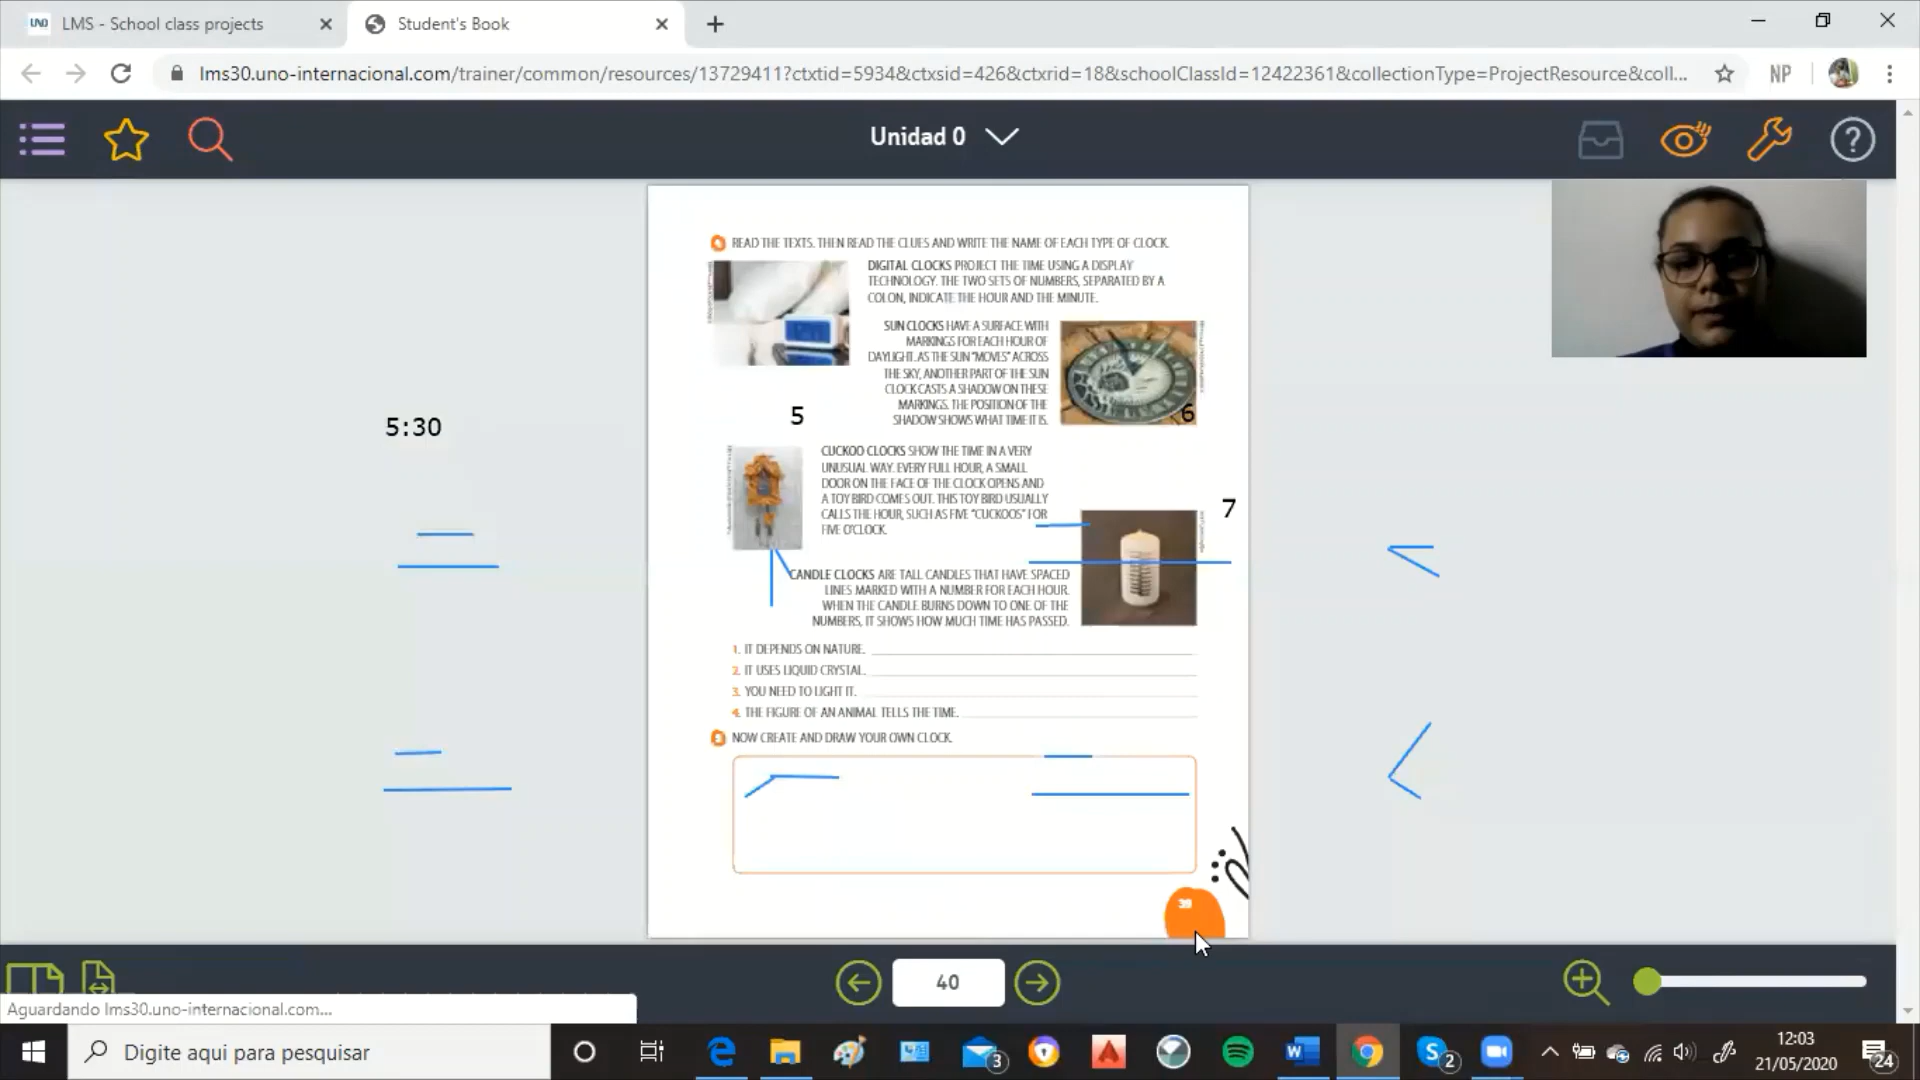 LMS - School class projects
Student's Book
lms30.uno-internacional.com/trainer/common/resources/13729411?ctxtid=5934&ctxsid=426&ctxrid=18&schoolClassId=12422361&collectionType=ProjectResource&coll...
NP
Unidad 0
READ THE TEXTS. THEN READ THE CLUES AND WRITE THE NAME OF EACH TYPE OF CLOCK.
DIGITAL CLOCKS PROJECT THE TIME USING A DISPLAY
TECHNOLOGY. THE TWO SETS OF NUMBERS, SEPARATED BY A
COLON, INDICATE THE HOUR AND THE MINUTE.
SUN CLOCKS HAVE A SURFACE WITH
MARKINGS FOR EACH HOUR OF
DAYLIGHT. AS THE SUN "MOVES" ACROSS
THE SKY, ANOTHER PART OF THE SUN
CLOCK CASTS A SHADOW ON THESE
MARKINGS. THE POSITION OF THE
SHADOW SHOWS WHAT TIME IT IS.
5:30
5
6
CUCKOO CLOCKS SHOW THE TIME IN A VERY
UNUSUAL WAY. EVERY FULL HOUR, A SMALL
DOOR ON THE FACE OF THE CLOCK OPENS AND
A TOY BIRD COMES OUT. THIS TOY BIRD USUALLY
CALLS THE HOUR, SUCH AS FIVE "CUCKOOS" FOR
FIVE O'CLOCK.
7
CANDLE CLOCKS ARE TALL CANDLES THAT HAVE SPACED
LINES MARKED WITH A NUMBER FOR EACH HOUR.
WHEN THE CANDLE BURNS DOWN TO ONE OF THE
NUMBERS, IT SHOWS HOW MUCH TIME HAS PASSED.
1. IT DEPENDS ON NATURE.
2. IT USES LIQUID CRYSTAL.
3. YOU NEED TO LIGHT IT.
4. THE FIGURE OF AN ANIMAL TELLS THE TIME.
NOW CREATE AND DRAW YOUR OWN CLOCK.
39
40
Aguardando lms30.uno-internacional.com...
Digite aqui para pesquisar
3
2
12:03
21/05/2020
24